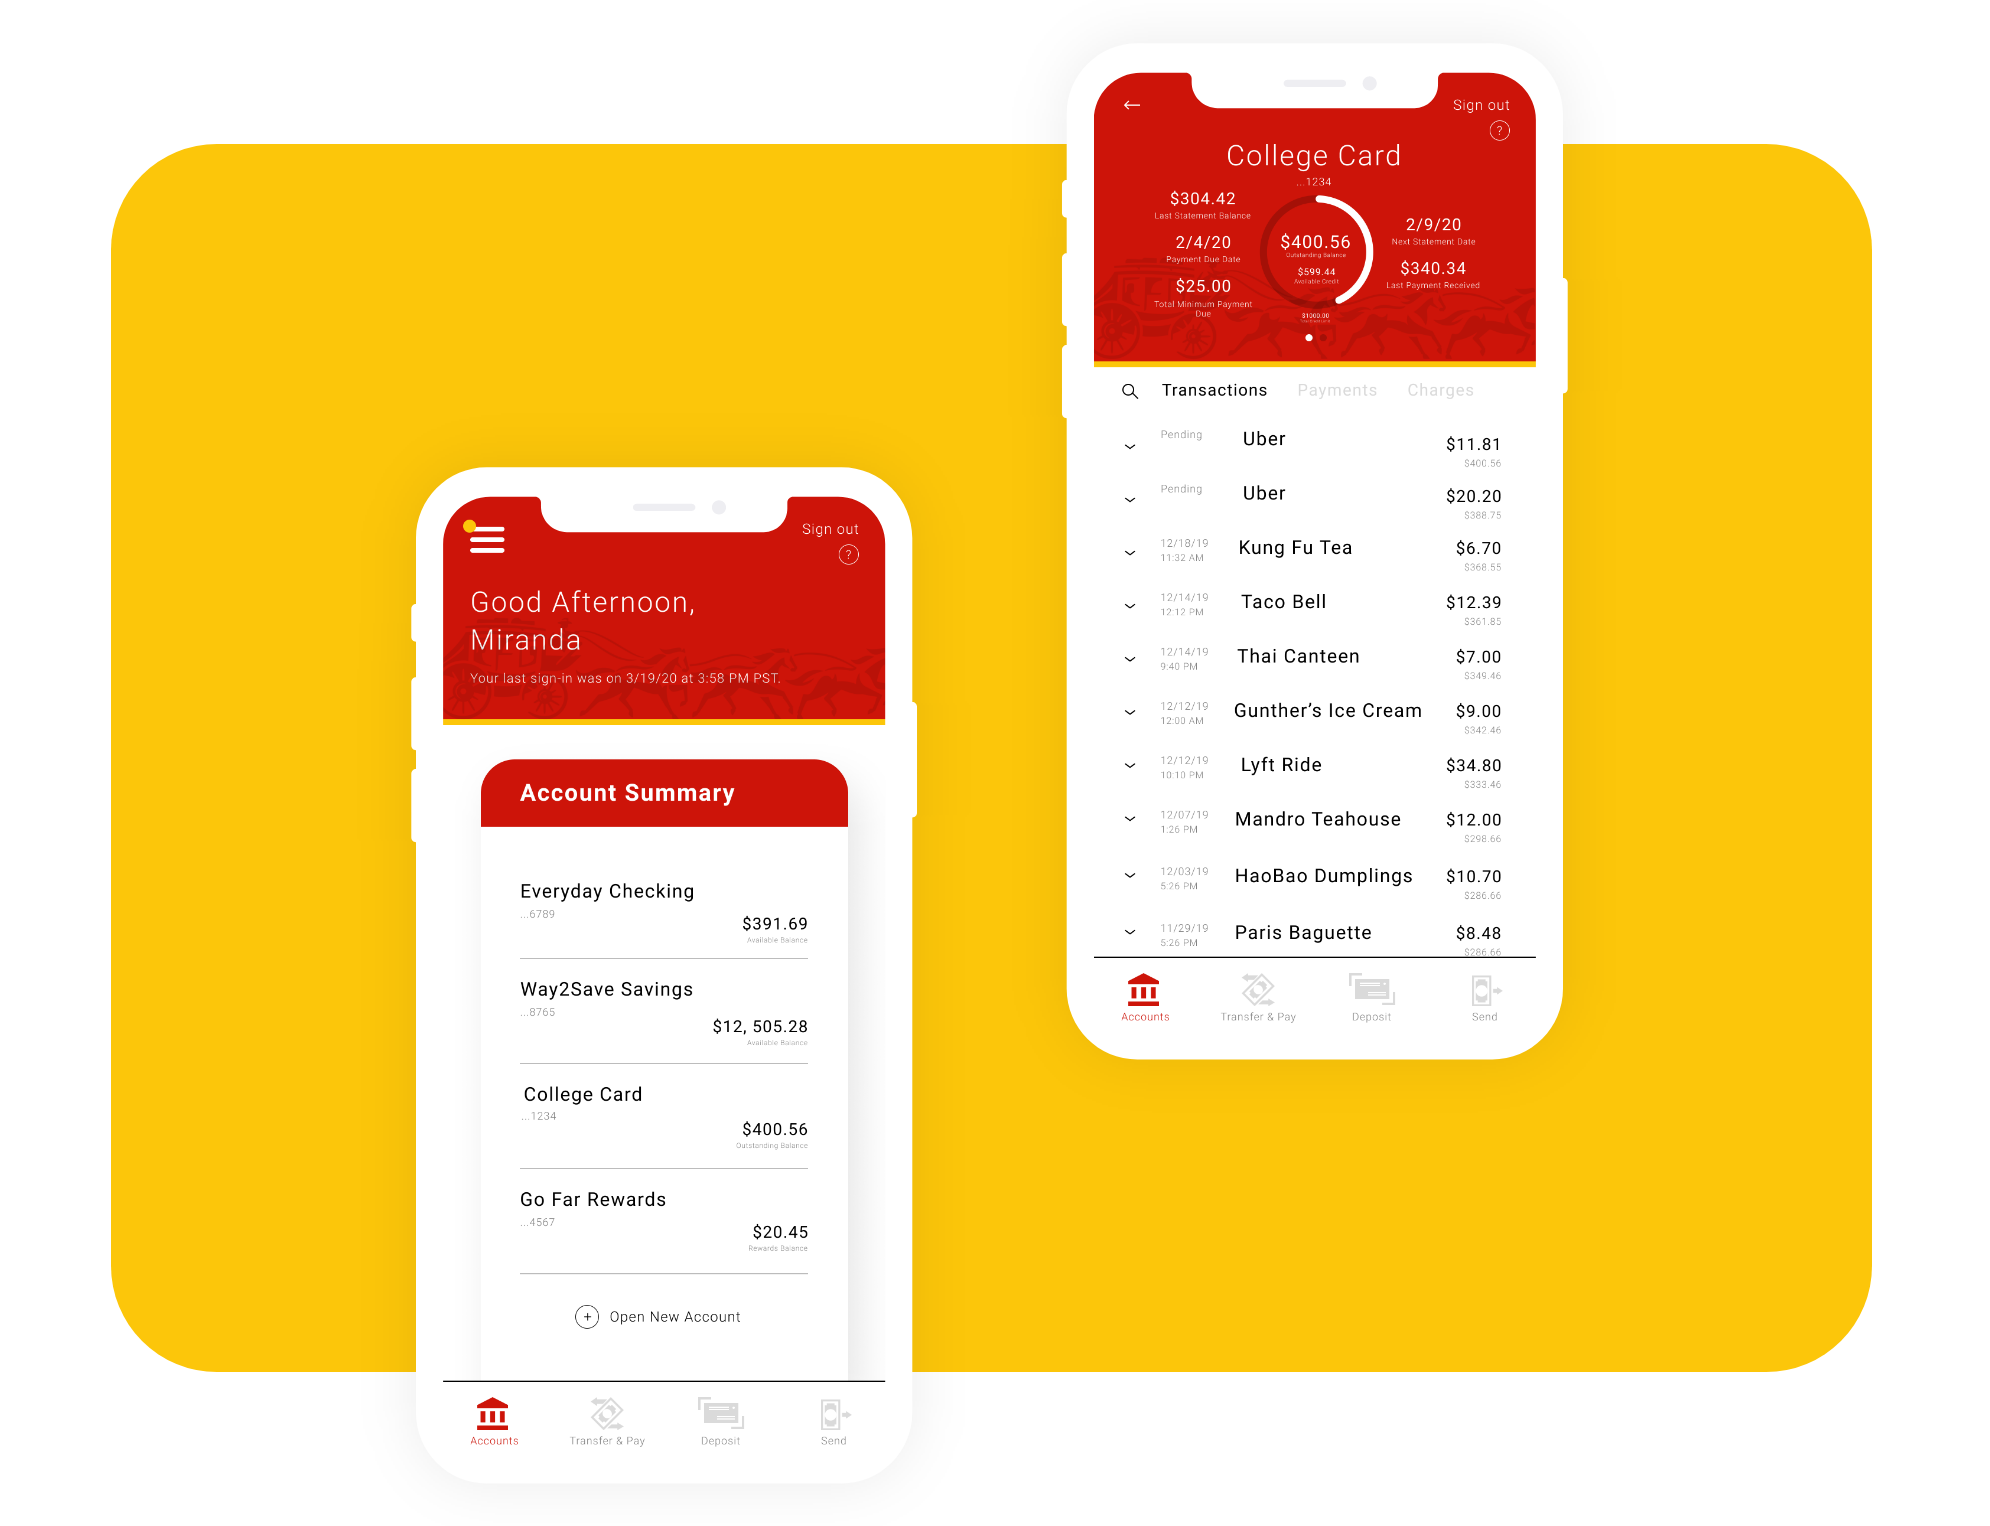 Sign out
?
Good Afternoon,
Miranda
Your last sign-in was on 3/19/20 at 3:58 PM PST.
Account Summary
Everyday Checking
...6789
$391.69
Available Balance
Way2Save Savings
...8765
$12, 505.28
Available Balance
College Card
...1234
$400.56
Outstanding Balance
Go Far Rewards
...4567
$20.45
Rewards Balance
+ Open New Account
Accounts Transfer & Pay Deposit Send
Sign out
?
College Card
...1234
$304.42
Last Statement Balance
2/4/20
Payment Due Date
$25.00
Total Minimum Payment
Due
$400.56
Outstanding Balance
$599.44
Available Credit
$1000.00
2/9/20
Next Statement Date
$340.34
Last Payment Received
Transactions Payments Charges
Pending Uber $11.81
$400.56
Pending Uber $20.20
$388.75
12/18/19 Kung Fu Tea $6.70
11:32 AM $368.55
12/14/19 Taco Bell $12.39
12:12 PM $361.85
12/14/19 Thai Canteen $7.00
9:40 PM $349.46
12/12/19 Gunther’s Ice Cream $9.00
12:00 AM $342.46
12/12/19 Lyft Ride $34.80
10:10 PM $333.46
12/07/19 Mandro Teahouse $12.00
1:26 PM $298.66
12/03/19 HaoBao Dumplings $10.70
5:26 PM $286.66
11/29/19 Paris Baguette $8.48
5:26 PM $286.66
Accounts Transfer & Pay Deposit Send